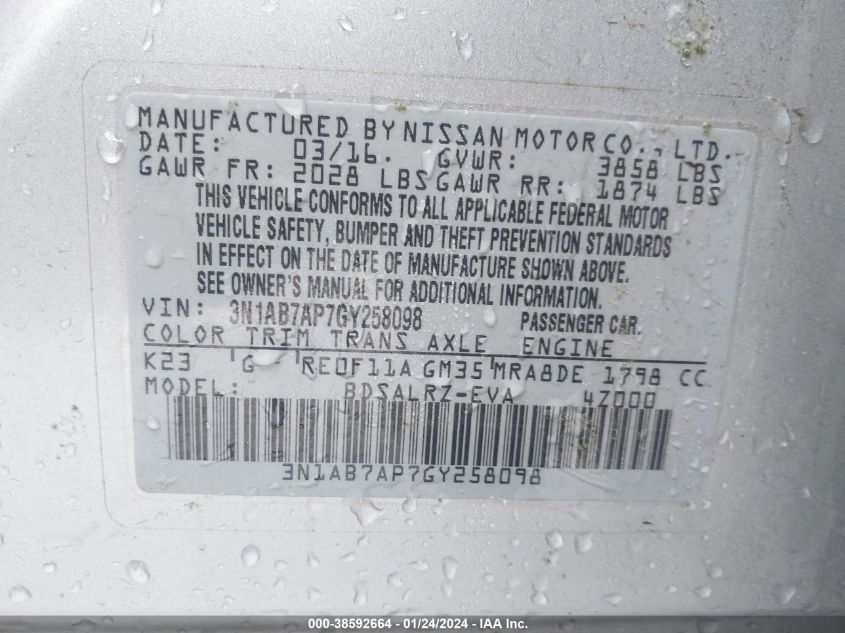 MANUFACTURED BY NISSAN MOTOR CO., LTD.
DATE: 03/16. GVWR: 3858 LBS
GAWR FR: 2028 LBS GAWR RR: 1874 LBS
THIS VEHICLE CONFORMS TO ALL APPLICABLE FEDERAL MOTOR
VEHICLE SAFETY, BUMPER AND THEFT PREVENTION STANDARDS
IN EFFECT ON THE DATE OF MANUFACTURE SHOWN ABOVE.
SEE OWNER'S MANUAL FOR ADDITIONAL INFORMATION.
VIN: 3N1AB7AP7GY258098 PASSENGER CAR.
COLOR TRIM TRANS AXLE ENGINE
K23 G RE0F11A GM35 MRA8DE 1798 CC
MODEL: BDSALRZ-EVA 4Z000
3N1AB7AP7GY258098
000-38592664 - 01/24/2024 - IAA Inc.